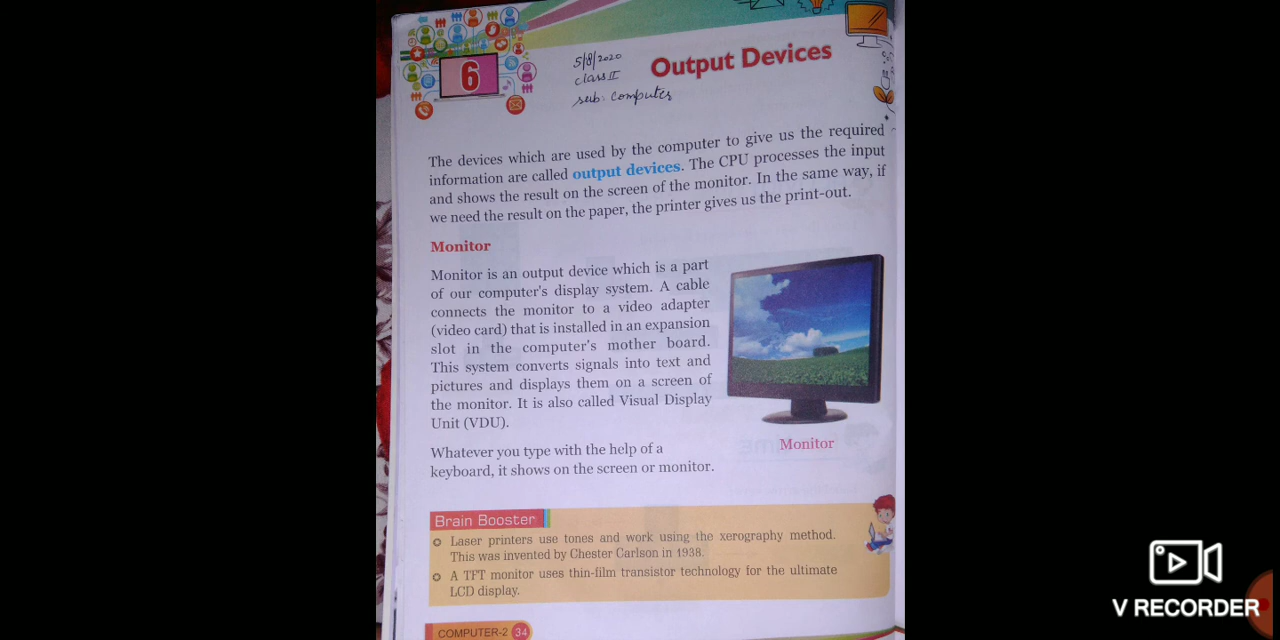 6
5/8/2020
class II
sub: computer
Output Devices
The devices which are used by the computer to give us the required
information are called output devices. The CPU processes the input
and shows the result on the screen of the monitor. In the same way, if
we need the result on the paper, the printer gives us the print-out.
Monitor
Monitor is an output device which is a part
of our computer's display system. A cable
connects the monitor to a video adapter
(video card) that is installed in an expansion
slot in the computer's mother board.
This system converts signals into text and
pictures and displays them on a screen of
the monitor. It is also called Visual Display
Unit (VDU).
Monitor
Whatever you type with the help of a
keyboard, it shows on the screen or monitor.
Brain Booster
Laser printers use tones and work using the xerography method.
This was invented by Chester Carlson in 1938.
A TFT monitor uses thin-film transistor technology for the ultimate
LCD display.
COMPUTER-2 34
V RECORDER